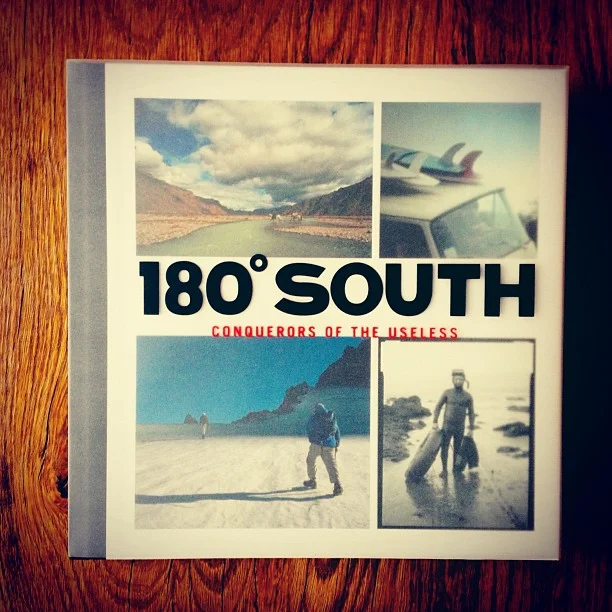 180° SOUTH
CONQUERORS OF THE USELESS